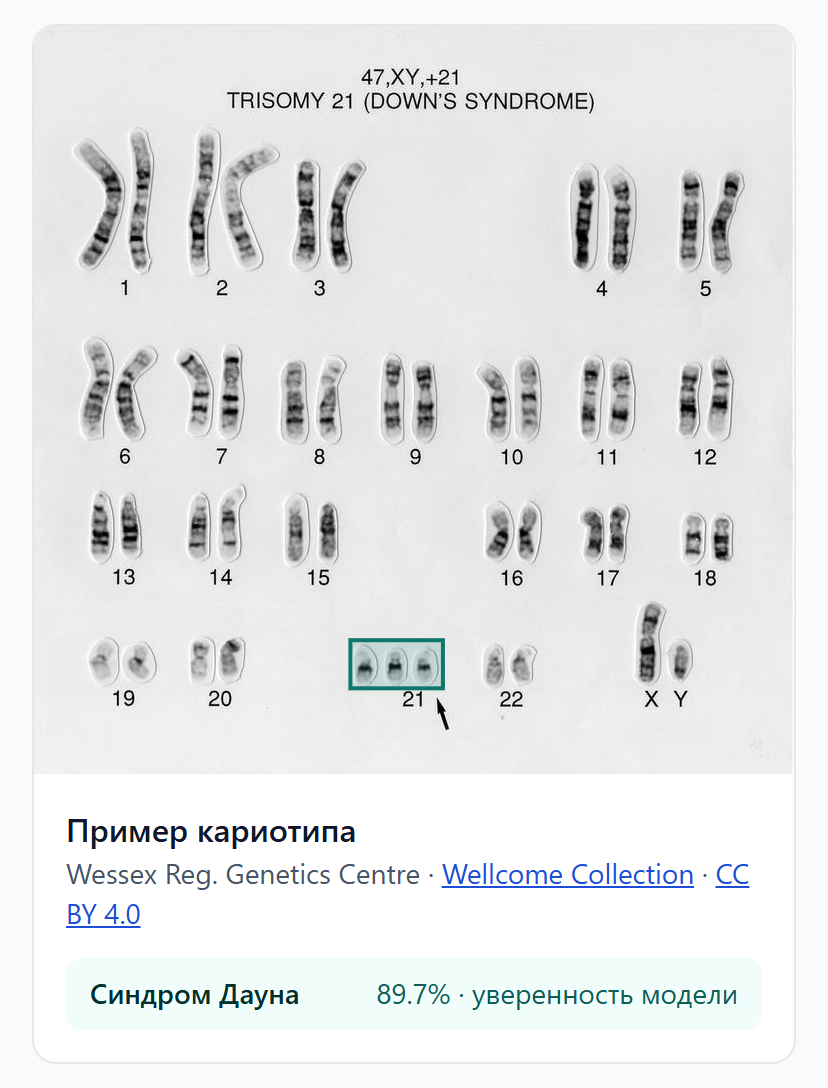 47,XY,+21
TRISOMY 21 (DOWN'S SYNDROME)
1 2 3 4 5
6 7 8 9 10 11 12
13 14 15 16 17 18
19 20 21 22 X Y
Пример кариотипа
Wessex Reg. Genetics Centre · Wellcome Collection · CC
BY 4.0
Синдром Дауна 89.7% · уверенность модели